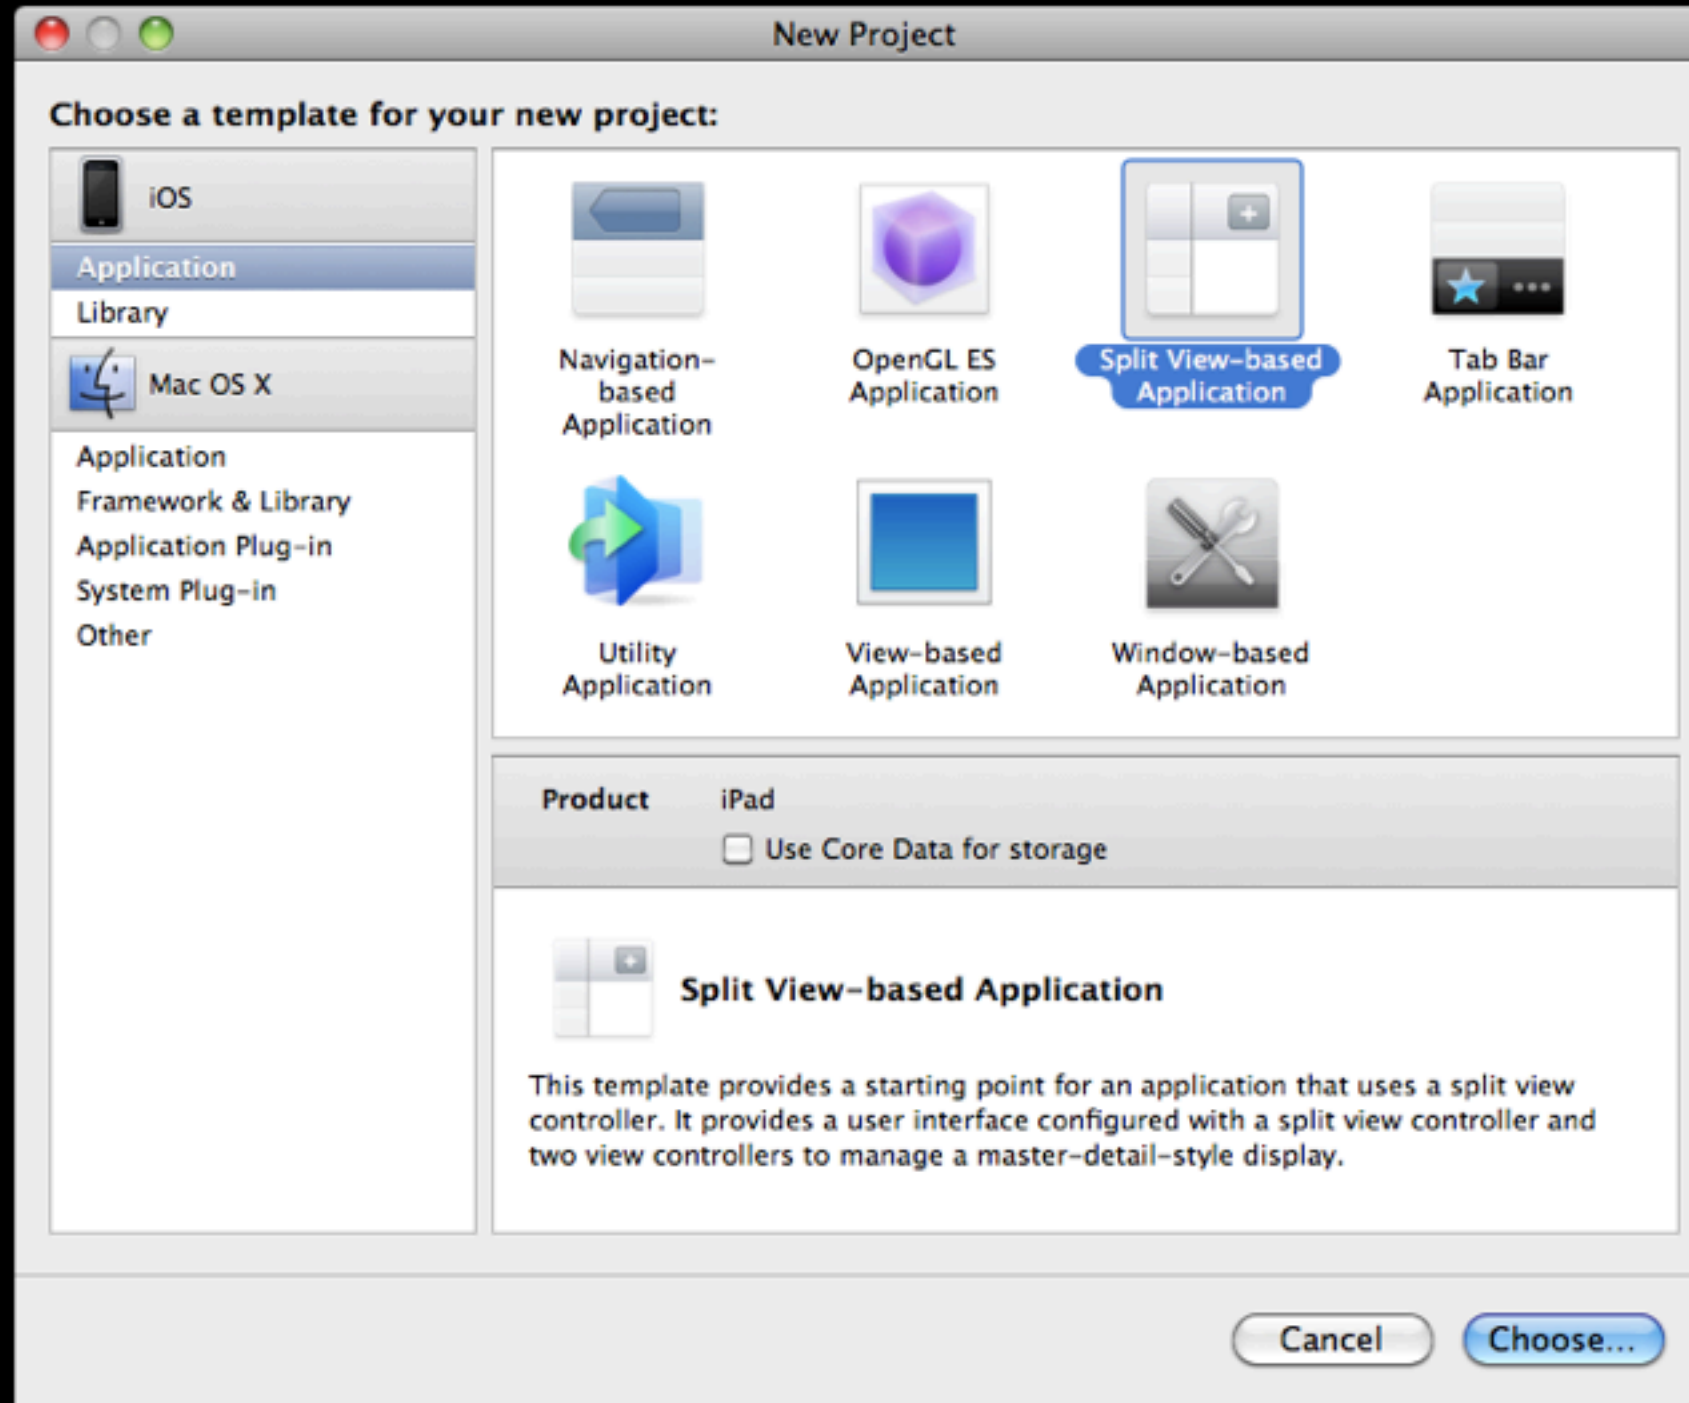 New Project
Choose a template for your new project:
iOS
Application
Library
Mac OS X
Application
Framework & Library
Application Plug-in
System Plug-in
Other
Navigation-
based
Application
OpenGL ES
Application
Split View-based
Application
Tab Bar
Application
Utility
Application
View-based
Application
Window-based
Application
Product iPad
Use Core Data for storage
Split View-based Application
This template provides a starting point for an application that uses a split view
controller. It provides a user interface configured with a split view controller and
two view controllers to manage a master-detail-style display.
Cancel
Choose...